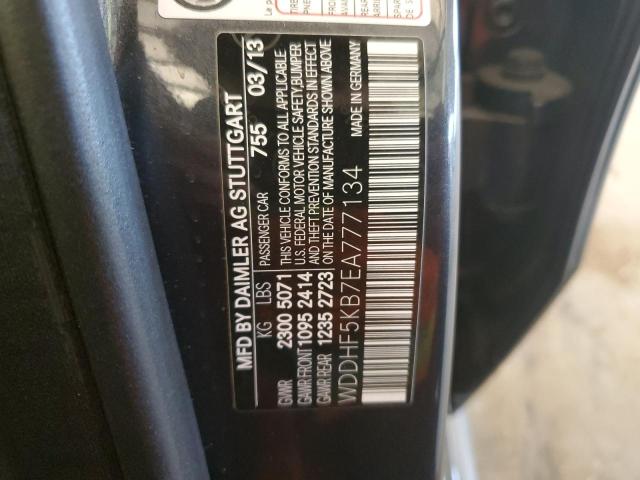 MFD BY DAIMLER AG STUTTGART
KG LBS PASSENGER CAR 755 03/13
GVWR 2300 5071 THIS VEHICLE CONFORMS TO ALL APPLICABLE
U.S. FEDERAL MOTOR VEHICLE SAFETY, BUMPER
GAWR FRONT 1095 2414 AND THEFT PREVENTION STANDARDS IN EFFECT
GAWR REAR 1235 2723 ON THE DATE OF MANUFACTURE SHOWN ABOVE
MADE IN GERMANY
WDDHF5KB7EA777134